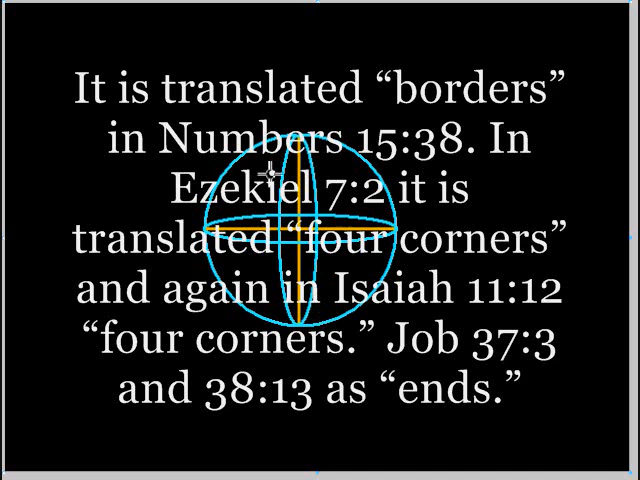 It is translated “borders”
in Numbers 15:38. In
Ezekiel 7:2 it is
translated “four corners”
and again in Isaiah 11:12
“four corners.” Job 37:3
and 38:13 as “ends.”